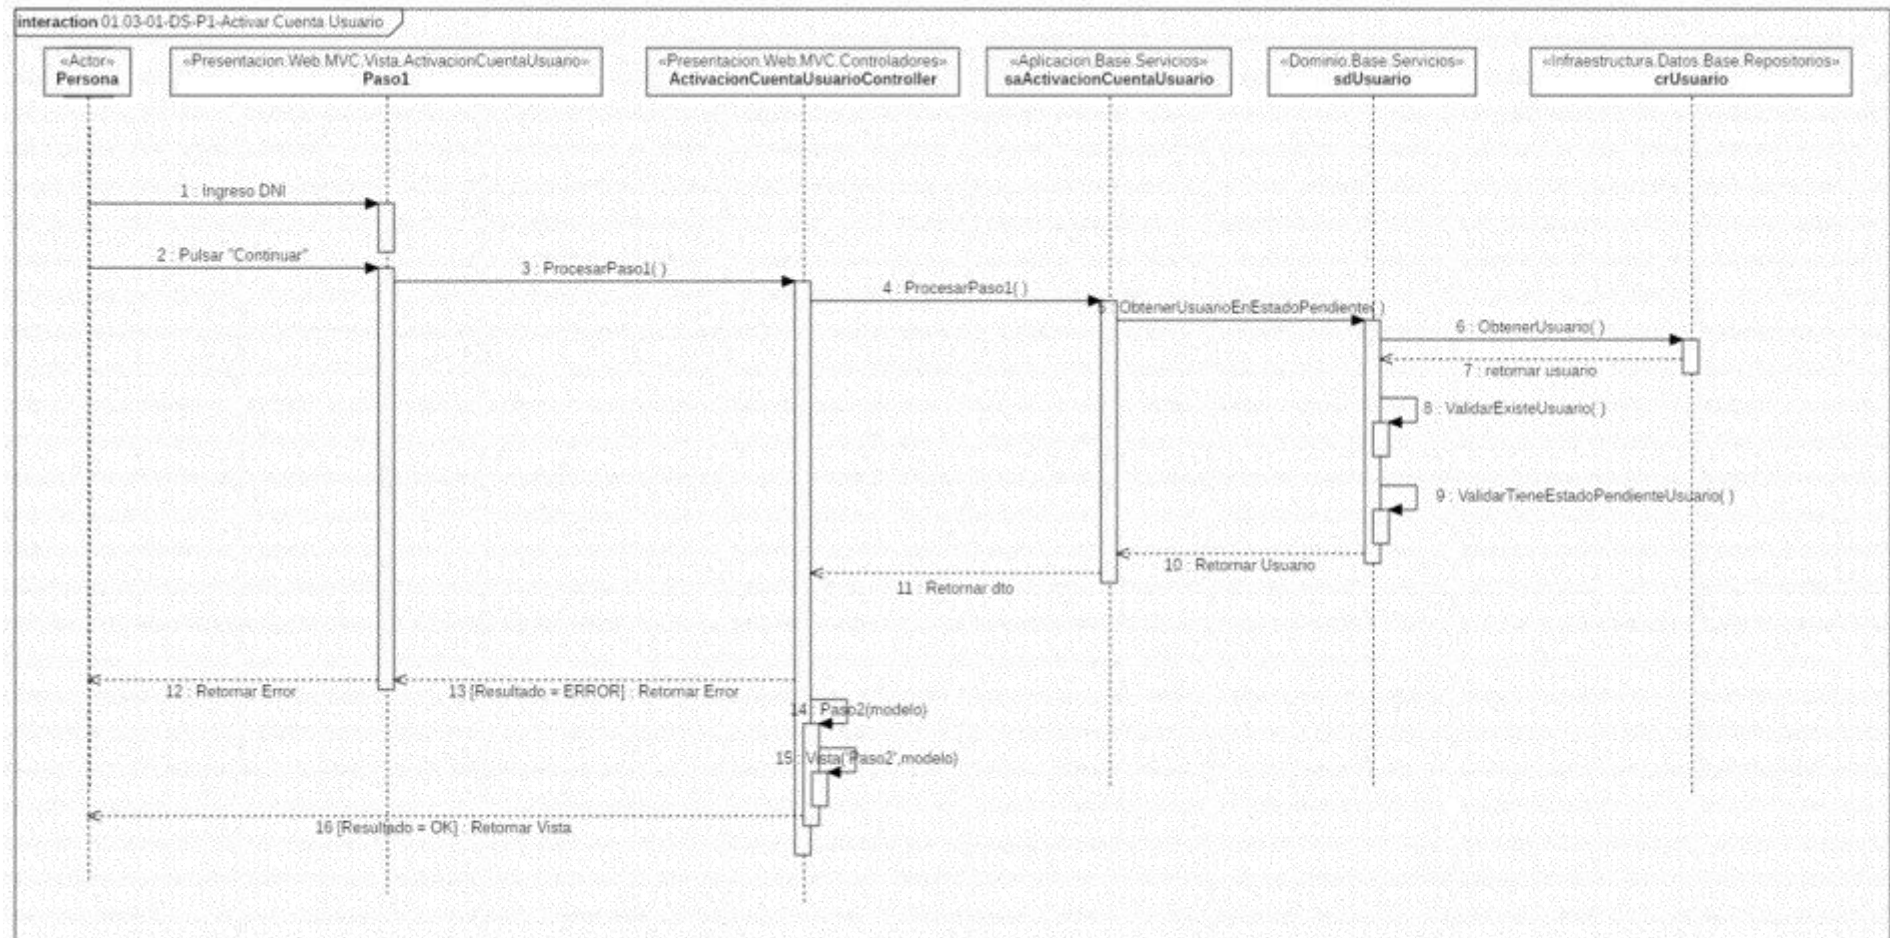 interaction 01.03-01-DS-P1-Activar Cuenta Usuario
«Actor»
Persona
«Presentacion.Web.MVC.Vista.ActivacionCuentaUsuario»
Paso1
«Presentacion.Web.MVC.Controladores»
ActivacionCuentaUsuarioController
«Aplicacion.Base.Servicios»
saActivacionCuentaUsuario
«Dominio.Base.Servicios»
sdUsuario
«Infraestructura.Datos.Base.Repositorios»
crUsuario
1 : Ingreso DNI
2 : Pulsar "Continuar"
3 : ProcesarPaso1( )
4 : ProcesarPaso1( )
5 : ObtenerUsuarioEnEstadoPendiente( )
6 : ObtenerUsuario( )
7 : retornar usuario
8 : ValidarExisteUsuario( )
9 : ValidarTieneEstadoPendienteUsuario( )
10 : Retornar Usuario
11 : Retornar dto
12 : Retornar Error
13 [Resultado = ERROR] : Retornar Error
14 : Paso2(modelo)
15 : Vista("Paso2",modelo)
16 [Resultado = OK] : Retornar Vista